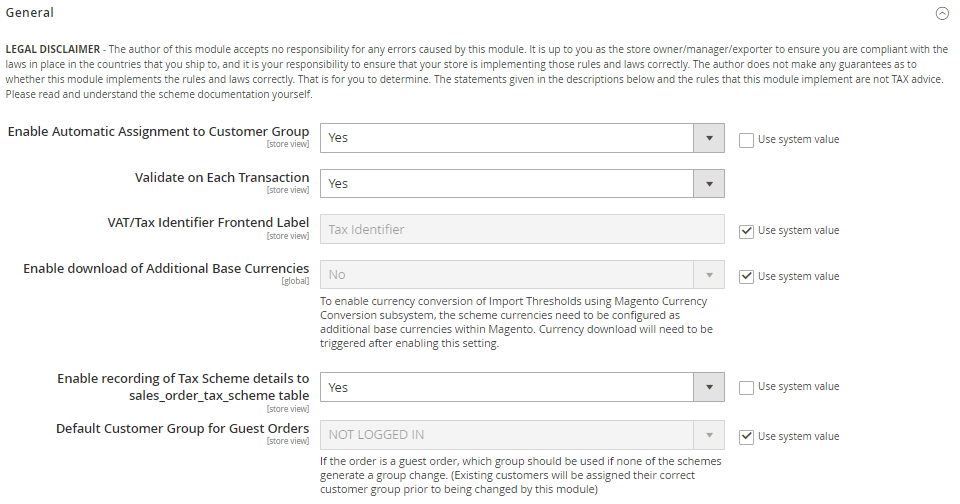 General
LEGAL DISCLAIMER - The author of this module accepts no responsibility for any errors caused by this module. It is up to you as the store owner/manager/exporter to ensure you are compliant with the
laws in place in the countries that you ship to, and it is your responsibility to ensure that your store is implementing those rules and laws correctly. The author does not make any guarantees as to
whether this module implements the rules and laws correctly. That is for you to determine. The statements given in the descriptions below and the rules that this module implement are not TAX advice.
Please read and understand the scheme documentation yourself.
Enable Automatic Assignment to Customer Group
[store view]
Yes
Use system value
Validate on Each Transaction
[store view]
Yes
VAT/Tax Identifier Frontend Label
[store view]
Tax Identifier
Use system value
Enable download of Additional Base Currencies
[global]
No
Use system value
To enable currency conversion of Import Thresholds using Magento Currency
Conversion subsystem, the scheme currencies need to be configured as
additional base currencies within Magento. Currency download will need to be
triggered after enabling this setting.
Enable recording of Tax Scheme details to
sales_order_tax_scheme table
[store view]
Yes
Use system value
Default Customer Group for Guest Orders
[store view]
NOT LOGGED IN
Use system value
If the order is a guest order, which group should be used if none of the schemes
generate a group change. (Existing customers will be assigned their correct
customer group prior to being changed by this module)